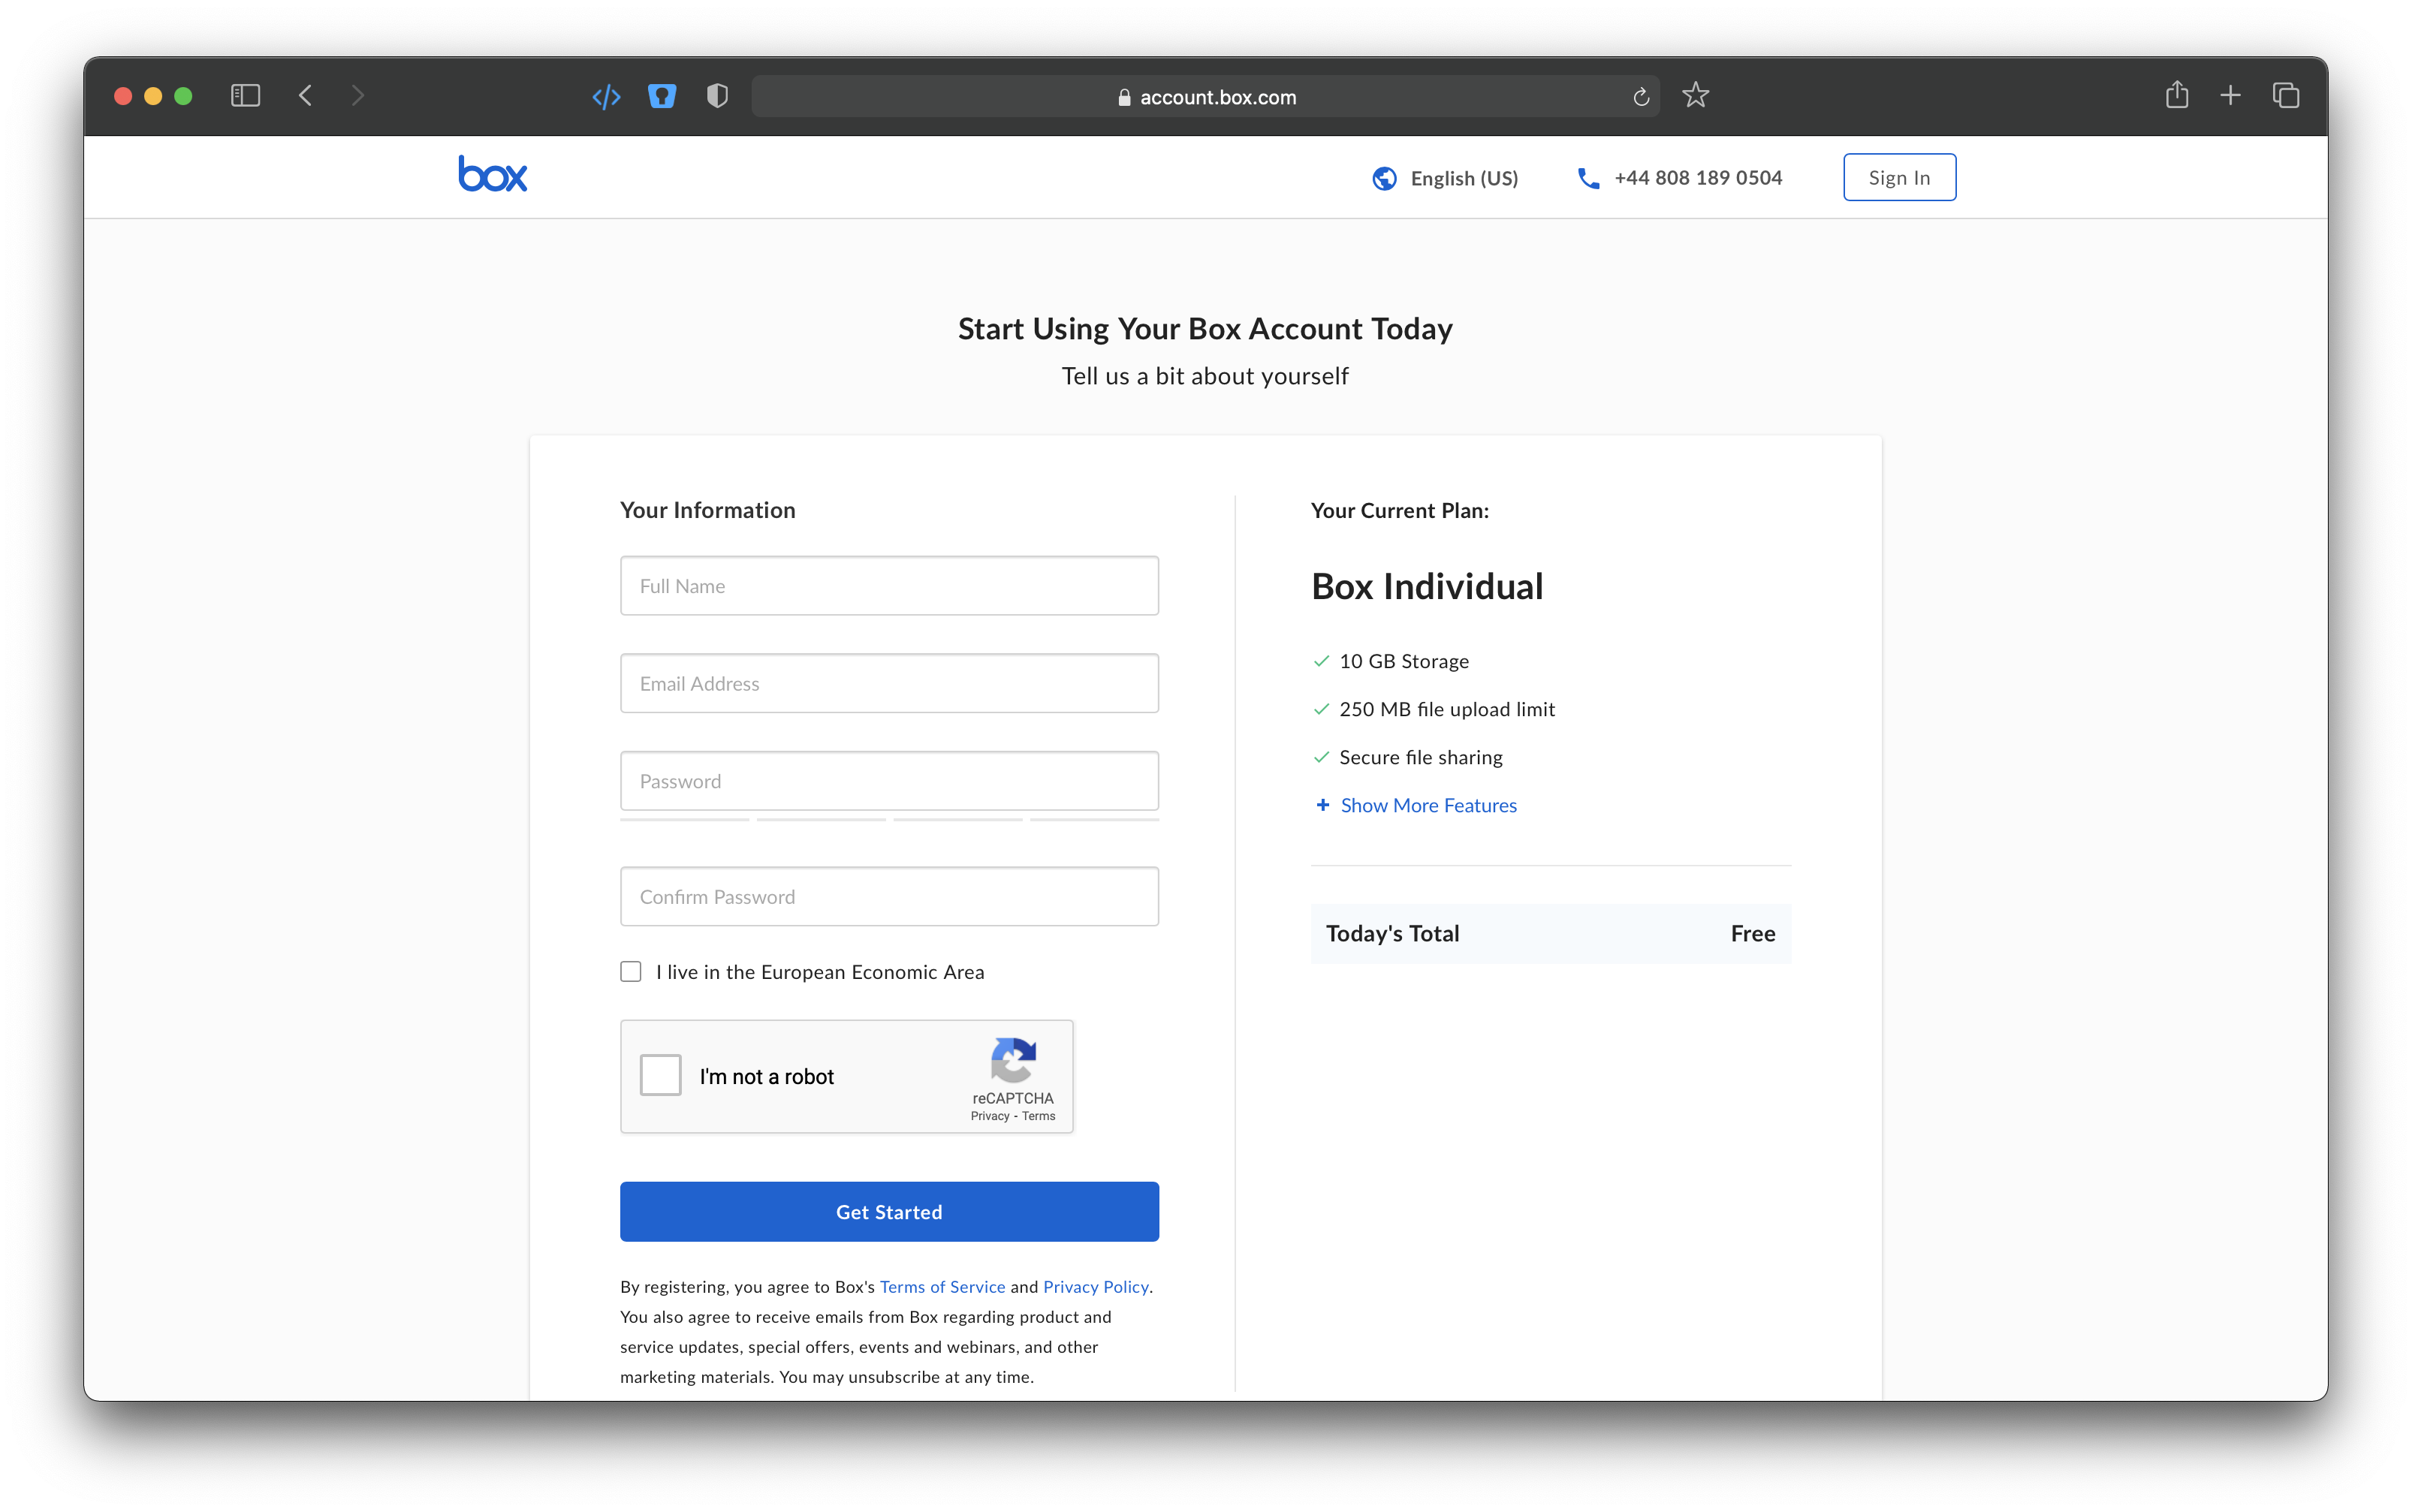 account.box.com
box
English (US)
+44 808 189 0504
Sign In
Start Using Your Box Account Today
Tell us a bit about yourself
Your Information
Full Name
Email Address
Password
Confirm Password
I live in the European Economic Area
I'm not a robot
reCAPTCHA
Privacy - Terms
Get Started
By registering, you agree to Box's Terms of Service and Privacy Policy.
You also agree to receive emails from Box regarding product and
service updates, special offers, events and webinars, and other
marketing materials. You may unsubscribe at any time.
Your Current Plan:
Box Individual
10 GB Storage
250 MB file upload limit
Secure file sharing
+ Show More Features
Today's Total Free